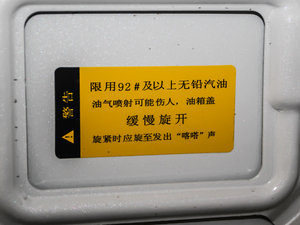 警告
限用92#及以上无铅汽油
油气喷射可能伤人，油箱盖
缓慢旋开
旋紧时应旋至发出“喀嗒”声